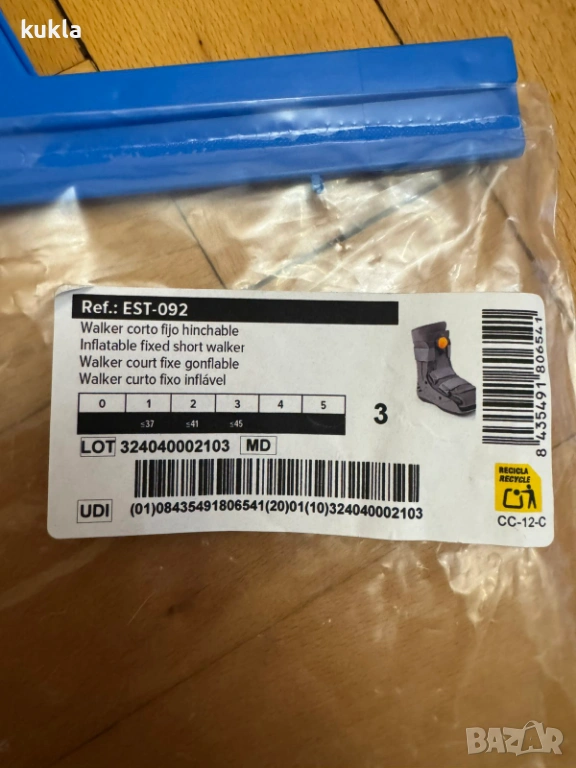 kukla
Ref.: EST-092
Walker corto fijo hinchable
Inflatable fixed short walker
Walker court fixe gonflable
Walker curto fixo inflável
0 1 2 3 4 5
≤37 ≤41 ≤45
3
LOT 324040002103 MD
UDI
(01)08435491806541(20)01(10)324040002103
8 435491 806541
RECICLA
RECYCLE
CC-12-C
BAZAR